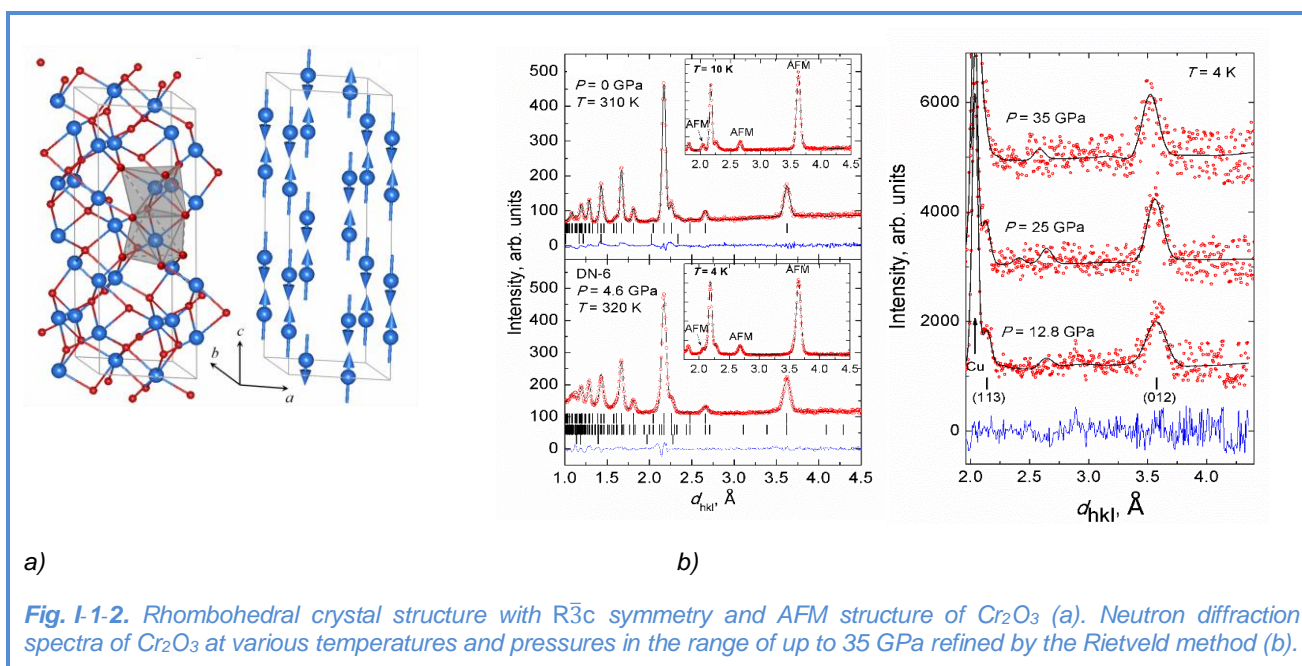 c
b
a
Intensity, arb. units
500
400
300
200
100
0
P = 0 GPa
T = 310 K
T = 10 K
AFM
AFM
AFM
2.0 2.5 3.0 3.5 4.0 4.5
500
400
300
200
100
0
DN-6
P = 4.6 GPa
T = 320 K
T = 4 K
AFM
AFM
AFM
2.0 2.5 3.0 3.5 4.0 4.5
1.0 1.5 2.0 2.5 3.0 3.5 4.0 4.5
dhkl, Å
Intensity, arb. units
6000
4000
2000
0
T = 4 K
P = 35 GPa
P = 25 GPa
P = 12.8 GPa
Cu
(113)
(012)
2.0 2.5 3.0 3.5 4.0
dhkl, Å
a) b)
Fig. I-1-2. Rhombohedral crystal structure with R3̅c symmetry and AFM structure of Cr₂O₃ (a). Neutron diffraction
spectra of Cr₂O₃ at various temperatures and pressures in the range of up to 35 GPa refined by the Rietveld method (b).